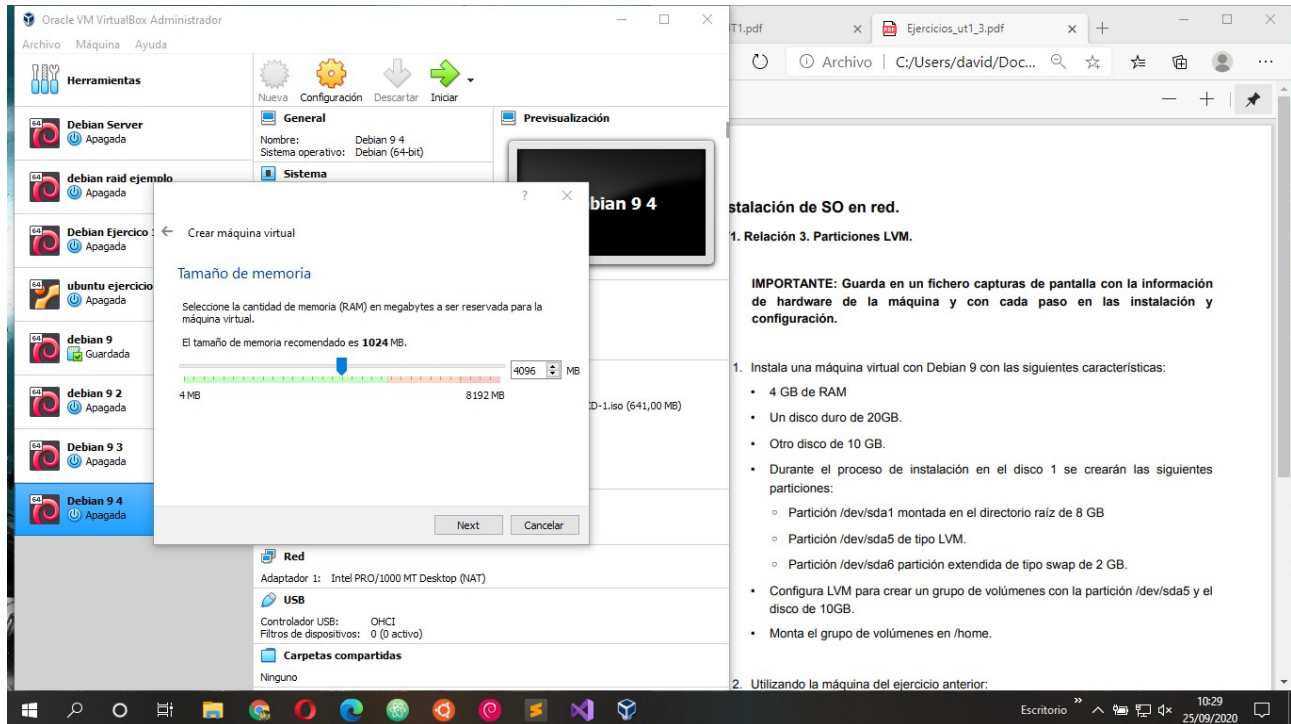 Oracle VM VirtualBox Administrador
Archivo Máquina Ayuda
Herramientas
Nueva Configuración Descartar Iniciar
Debian Server
Apagada
debian raid ejemplo
Apagada
Debian Ejercico
Apagada
ubuntu ejercicio
Apagada
debian 9
Guardada
debian 9 2
Apagada
Debian 9 3
Apagada
Debian 9 4
Apagada
General
Nombre: Debian 9 4
Sistema operativo: Debian (64-bit)
Sistema
Previsualización
bian 9 4
Crear máquina virtual
Tamaño de memoria
Seleccione la cantidad de memoria (RAM) en megabytes a ser reservada para la
máquina virtual.
El tamaño de memoria recomendado es 1024 MB.
4096 MB
4 MB 8192 MB
Next Cancelar
D-1.iso (641,00 MB)
Red
Adaptador 1: Intel PRO/1000 MT Desktop (NAT)
USB
Controlador USB: OHCI
Filtros de dispositivos: 0 (0 activo)
Carpetas compartidas
Ninguno
T1.pdf
Ejercicios_ut1_3.pdf
Archivo C:/Users/david/Doc...
stalación de SO en red.
1. Relación 3. Particiones LVM.
IMPORTANTE: Guarda en un fichero capturas de pantalla con la información
de hardware de la máquina y con cada paso en las instalación y
configuración.
1. Instala una máquina virtual con Debian 9 con las siguientes características:
• 4 GB de RAM
• Un disco duro de 20GB.
• Otro disco de 10 GB.
• Durante el proceso de instalación en el disco 1 se crearán las siguientes
particiones:
◦ Partición /dev/sda1 montada en el directorio raíz de 8 GB
◦ Partición /dev/sda5 de tipo LVM.
◦ Partición /dev/sda6 partición extendida de tipo swap de 2 GB.
• Configura LVM para crear un grupo de volúmenes con la partición /dev/sda5 y el
disco de 10GB.
• Monta el grupo de volúmenes en /home.
2. Utilizando la máquina del ejercicio anterior:
Escritorio
10:29
25/09/2020